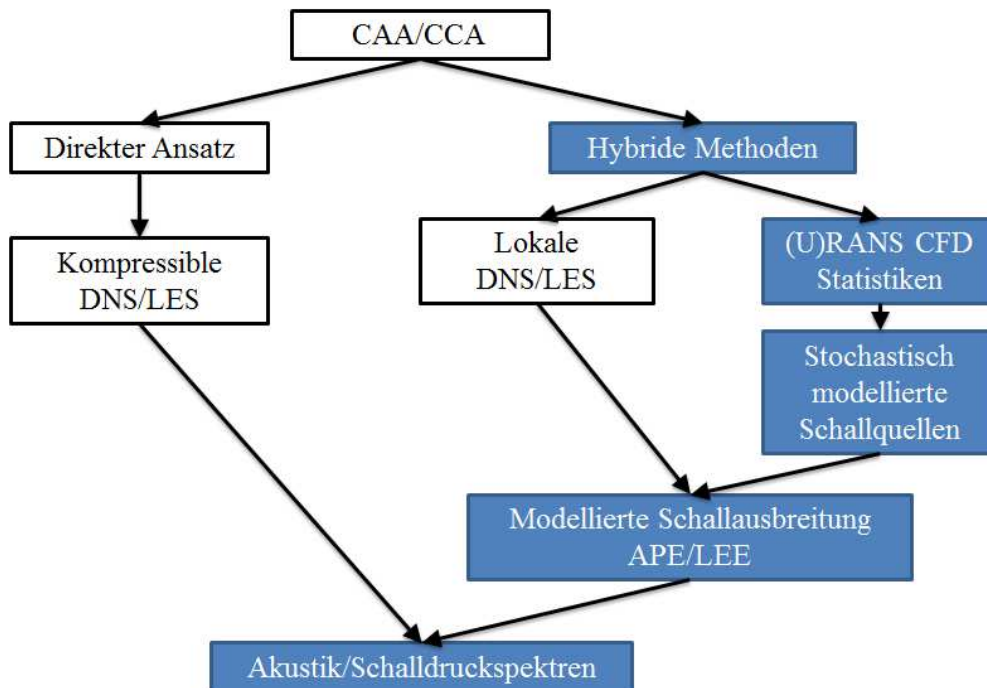 CAA/CCA
Direkter Ansatz
Hybride Methoden
Kompressible
DNS/LES
Lokale
DNS/LES
(U)RANS CFD
Statistiken
Stochastisch
modellierte
Schallquellen
Modellierte Schallausbreitung
APE/LEE
Akustik/Schalldruckspektren